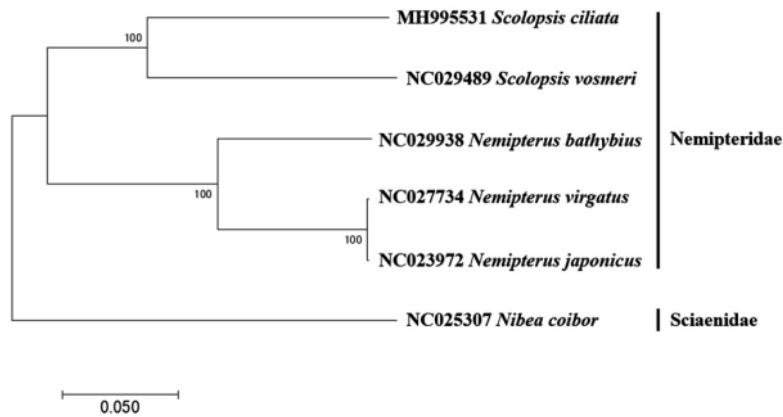 MH995531 Scolopsis ciliata
100
NC029489 Scolopsis vosmeri
NC029938 Nemipterus bathybius
Nemipteridae
100
NC027734 Nemipterus virgatus
100
NC023972 Nemipterus japonicus
NC025307 Nibea coibor
Sciaenidae
0.050